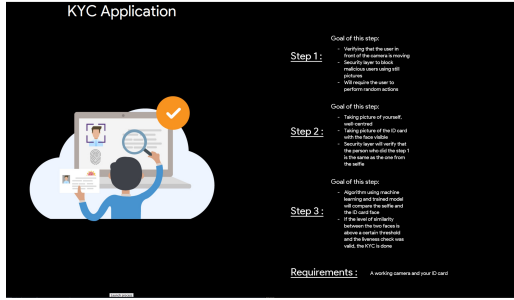 KYC Application
Goal of this step:
Step 1 :
- Verifying that the user in
front of the camera is moving
- Security layer to block
malicious users using still
pictures
- Will require the user to
perform random actions
Goal of this step:
Step 2 :
- Taking picture of yourself,
well-centred
- Taking picture of the ID card
with the face visible
- Security layer will verify that
the person who did the step 1
is the same as the one from
the selfie
Goal of this step:
Step 3 :
- Algorithm using machine
learning and trained model
will compare the selfie and
the ID card face
- If the level of similarity
between the two faces is
above a certain threshold
and the liveness check was
valid, the KYC is done
Requirements :
A working camera and your ID card